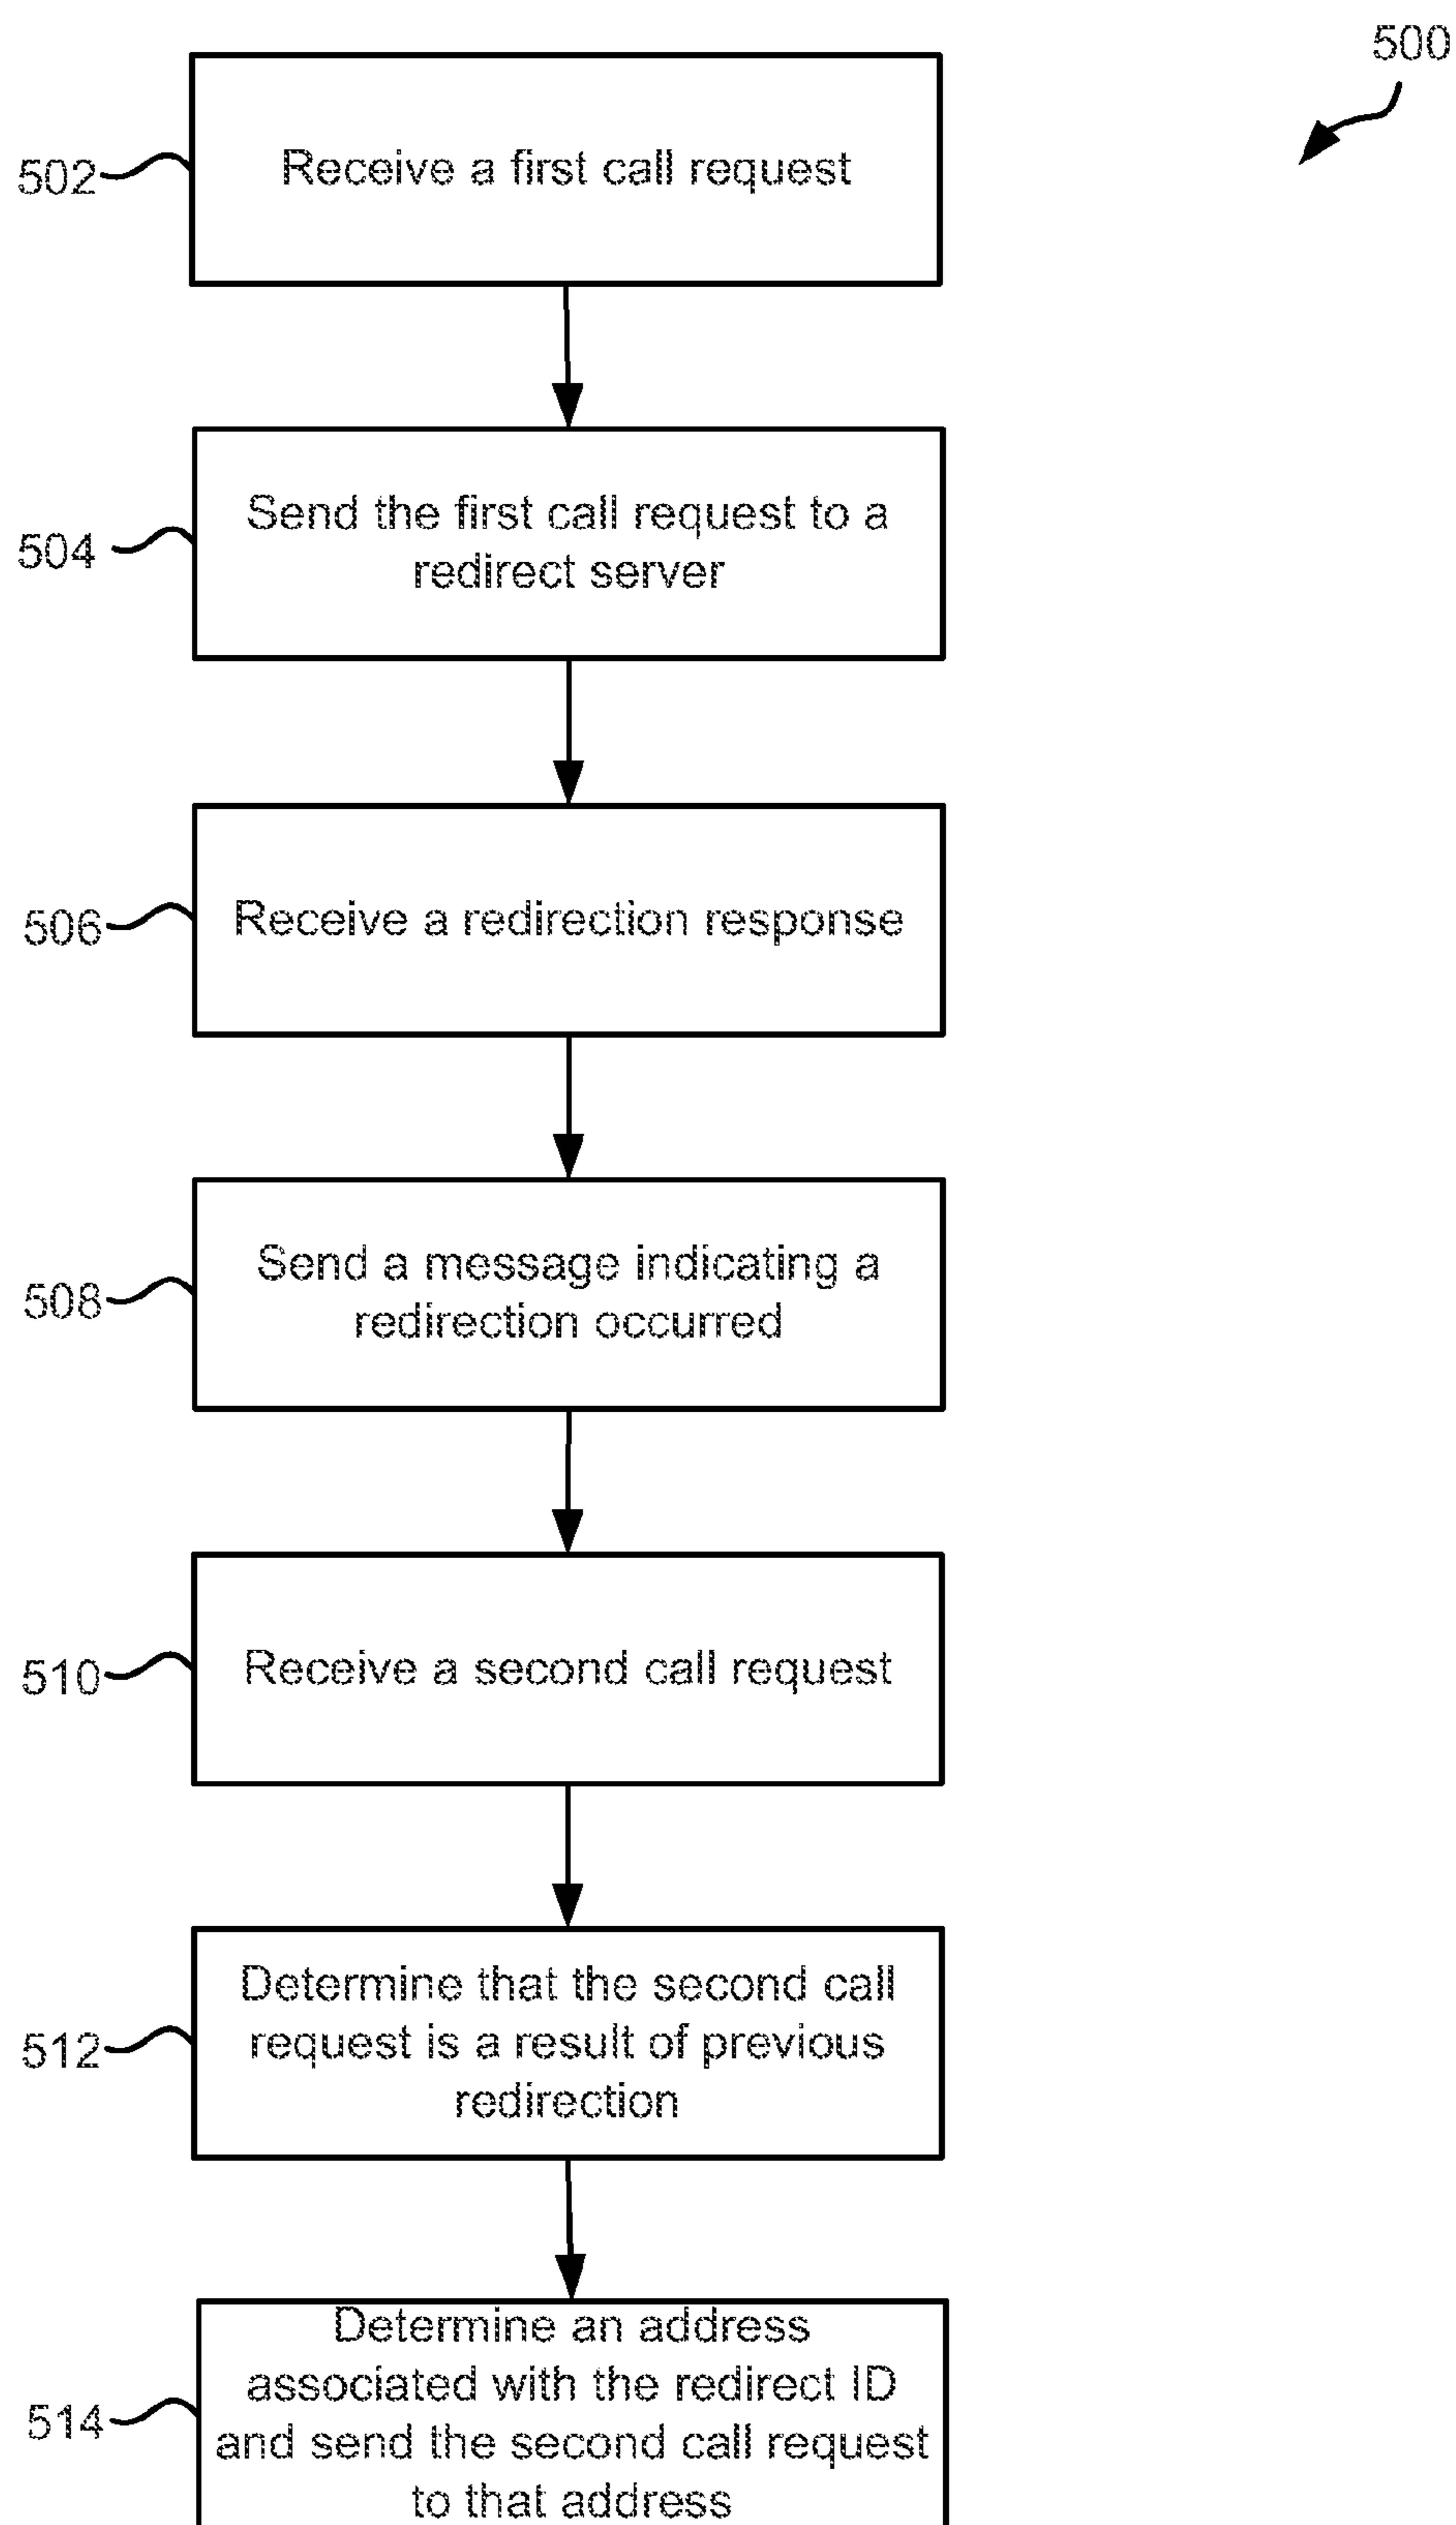 500
502
Receive a first call request
504
Send the first call request to a
redirect server
506
Receive a redirection response
508
Send a message indicating a
redirection occurred
510
Receive a second call request
512
Determine that the second call
request is a result of previous
redirection
514
Determine an address
associated with the redirect ID
and send the second call request
to that address